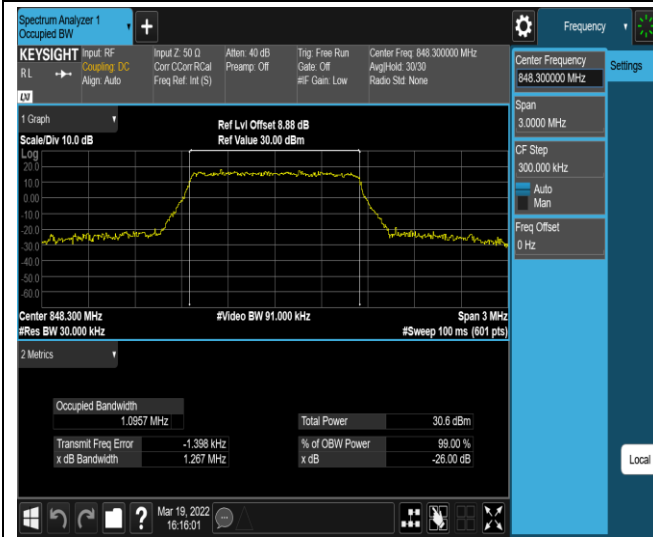 Spectrum Analyzer 1
Occupied BW
+
Frequency
KEYSIGHT
RL
LXI
Input: RF
Coupling: DC
Align: Auto
Input Z: 50 Ω
Corr CCorr RCal
Freq Ref: Int (S)
Atten: 40 dB
Preamp: Off
Trig: Free Run
Gate: Off
#IF Gain: Low
Center Freq: 848.300000 MHz
Avg|Hold: 30/30
Radio Std: None
Center Frequency
848.300000 MHz
Settings
Span
3.0000 MHz
CF Step
300.000 kHz
Auto
Man
Freq Offset
0 Hz
Local
1 Graph
Scale/Div 10.0 dB
Ref Lvl Offset 8.88 dB
Ref Value 30.00 dBm
Log
20.0
10.0
0.00
-10.0
-20.0
-30.0
-40.0
-50.0
-60.0
Center 848.300 MHz
#Video BW 91.000 kHz
Span 3 MHz
#Res BW 30.000 kHz
#Sweep 100 ms (601 pts)
2 Metrics
Occupied Bandwidth
1.0957 MHz
Total Power 30.6 dBm
Transmit Freq Error -1.398 kHz
% of OBW Power 99.00 %
x dB Bandwidth 1.267 MHz
x dB -26.00 dB
?
Mar 19, 2022
16:16:01